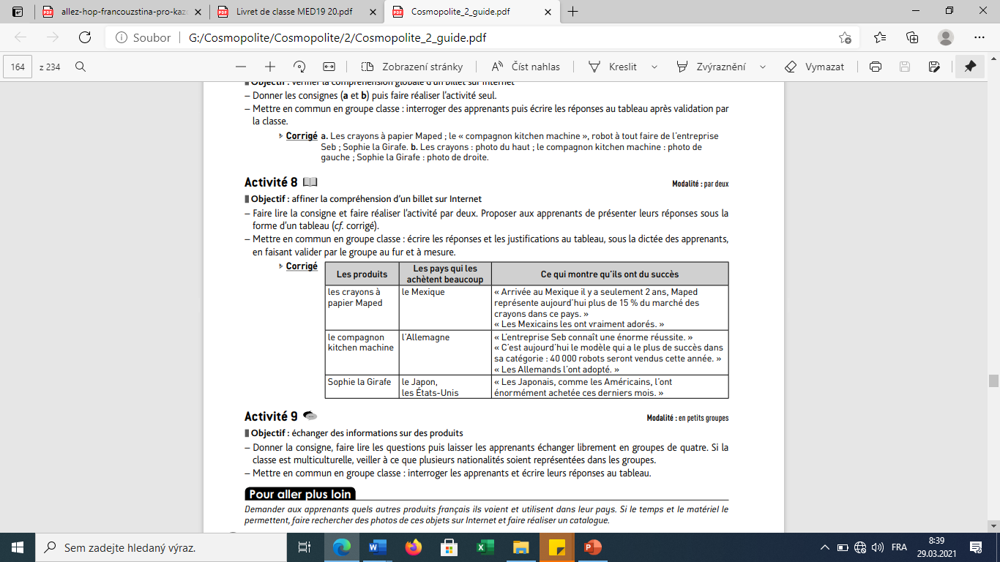 allez-hop-francouzstina-pro-kazd
Livret de classe MED19 20.pdf
Cosmopolite_2_guide.pdf
Soubor
G:/Cosmopolite/Cosmopolite/2/Cosmopolite_2_guide.pdf
164 z 234
Zobrazení stránky
Číst nahlas
Kreslit
Zvýraznění
Vymazat
Objectif : vérifier la compréhension globale d'un billet sur Internet
– Donner les consignes (a et b) puis faire réaliser l'activité seul.
– Mettre en commun en groupe classe : interroger des apprenants puis écrire les réponses au tableau après validation par
la classe.
Corrigé a. Les crayons à papier Maped ; le « compagnon kitchen machine », robot à tout faire de l'entreprise
Seb ; Sophie la Girafe. b. Les crayons : photo du haut ; le compagnon kitchen machine : photo de
gauche ; Sophie la Girafe : photo de droite.
Activité 8
Modalité : par deux
Objectif : affiner la compréhension d'un billet sur Internet
– Faire lire la consigne et faire réaliser l'activité par deux. Proposer aux apprenants de présenter leurs réponses sous la
forme d'un tableau (cf. corrigé).
– Mettre en commun en groupe classe : écrire les réponses et les justifications au tableau, sous la dictée des apprenants,
en faisant valider par le groupe au fur et à mesure.
Corrigé
Les produits
Les pays qui les
achètent beaucoup
Ce qui montre qu'ils ont du succès
les crayons à
papier Maped
le Mexique
« Arrivée au Mexique il y a seulement 2 ans, Maped
représente aujourd'hui plus de 15 % du marché des
crayons dans ce pays. »
« Les Mexicains les ont vraiment adorés. »
le compagnon
kitchen machine
l'Allemagne
« L'entreprise Seb connaît une énorme réussite. »
« C'est aujourd'hui le modèle qui a le plus de succès dans
sa catégorie : 40 000 robots seront vendus cette année. »
« Les Allemands l'ont adopté. »
Sophie la Girafe
le Japon,
les États-Unis
« Les Japonais, comme les Américains, l'ont
énormément achetée ces derniers mois. »
Activité 9
Modalité : en petits groupes
Objectif : échanger des informations sur des produits
– Donner la consigne, faire lire les questions puis laisser les apprenants échanger librement en groupes de quatre. Si la
classe est multiculturelle, veiller à ce que plusieurs nationalités soient représentées dans les groupes.
– Mettre en commun en groupe classe : interroger les apprenants et écrire leurs réponses au tableau.
Pour aller plus loin
Demander aux apprenants quels autres produits français ils voient et utilisent dans leur pays. Si le temps et le matériel le
permettent, faire rechercher des photos de ces objets sur Internet et faire réaliser un catalogue.
Sem zadejte hledaný výraz.
FRA
8:39
29.03.2021